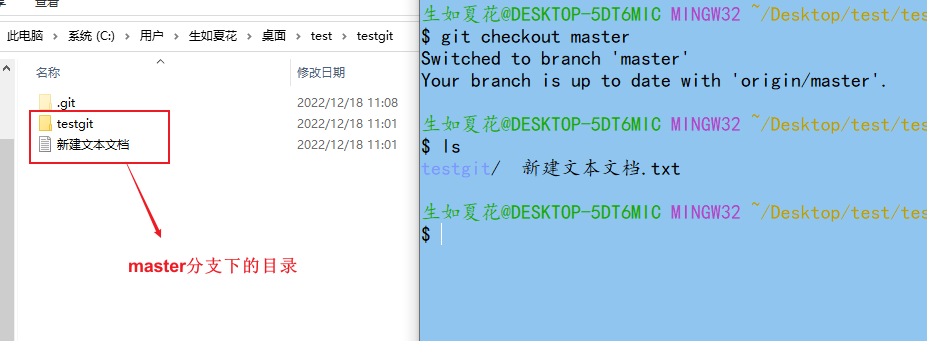 查看
此电脑 > 系统 (C:) > 用户 > 生如夏花 > 桌面 > test > testgit
名称 修改日期
.git 2022/12/18 11:08
testgit 2022/12/18 11:01
新建文本文档 2022/12/18 11:01
master分支下的目录
生如夏花@DESKTOP-5DT6MIC MINGW32 ~/Desktop/test/tes
$ git checkout master
Switched to branch 'master'
Your branch is up to date with 'origin/master'.
生如夏花@DESKTOP-5DT6MIC MINGW32 ~/Desktop/test/tes
$ ls
testgit/ 新建文本文档.txt
生如夏花@DESKTOP-5DT6MIC MINGW32 ~/Desktop/test/tes
$